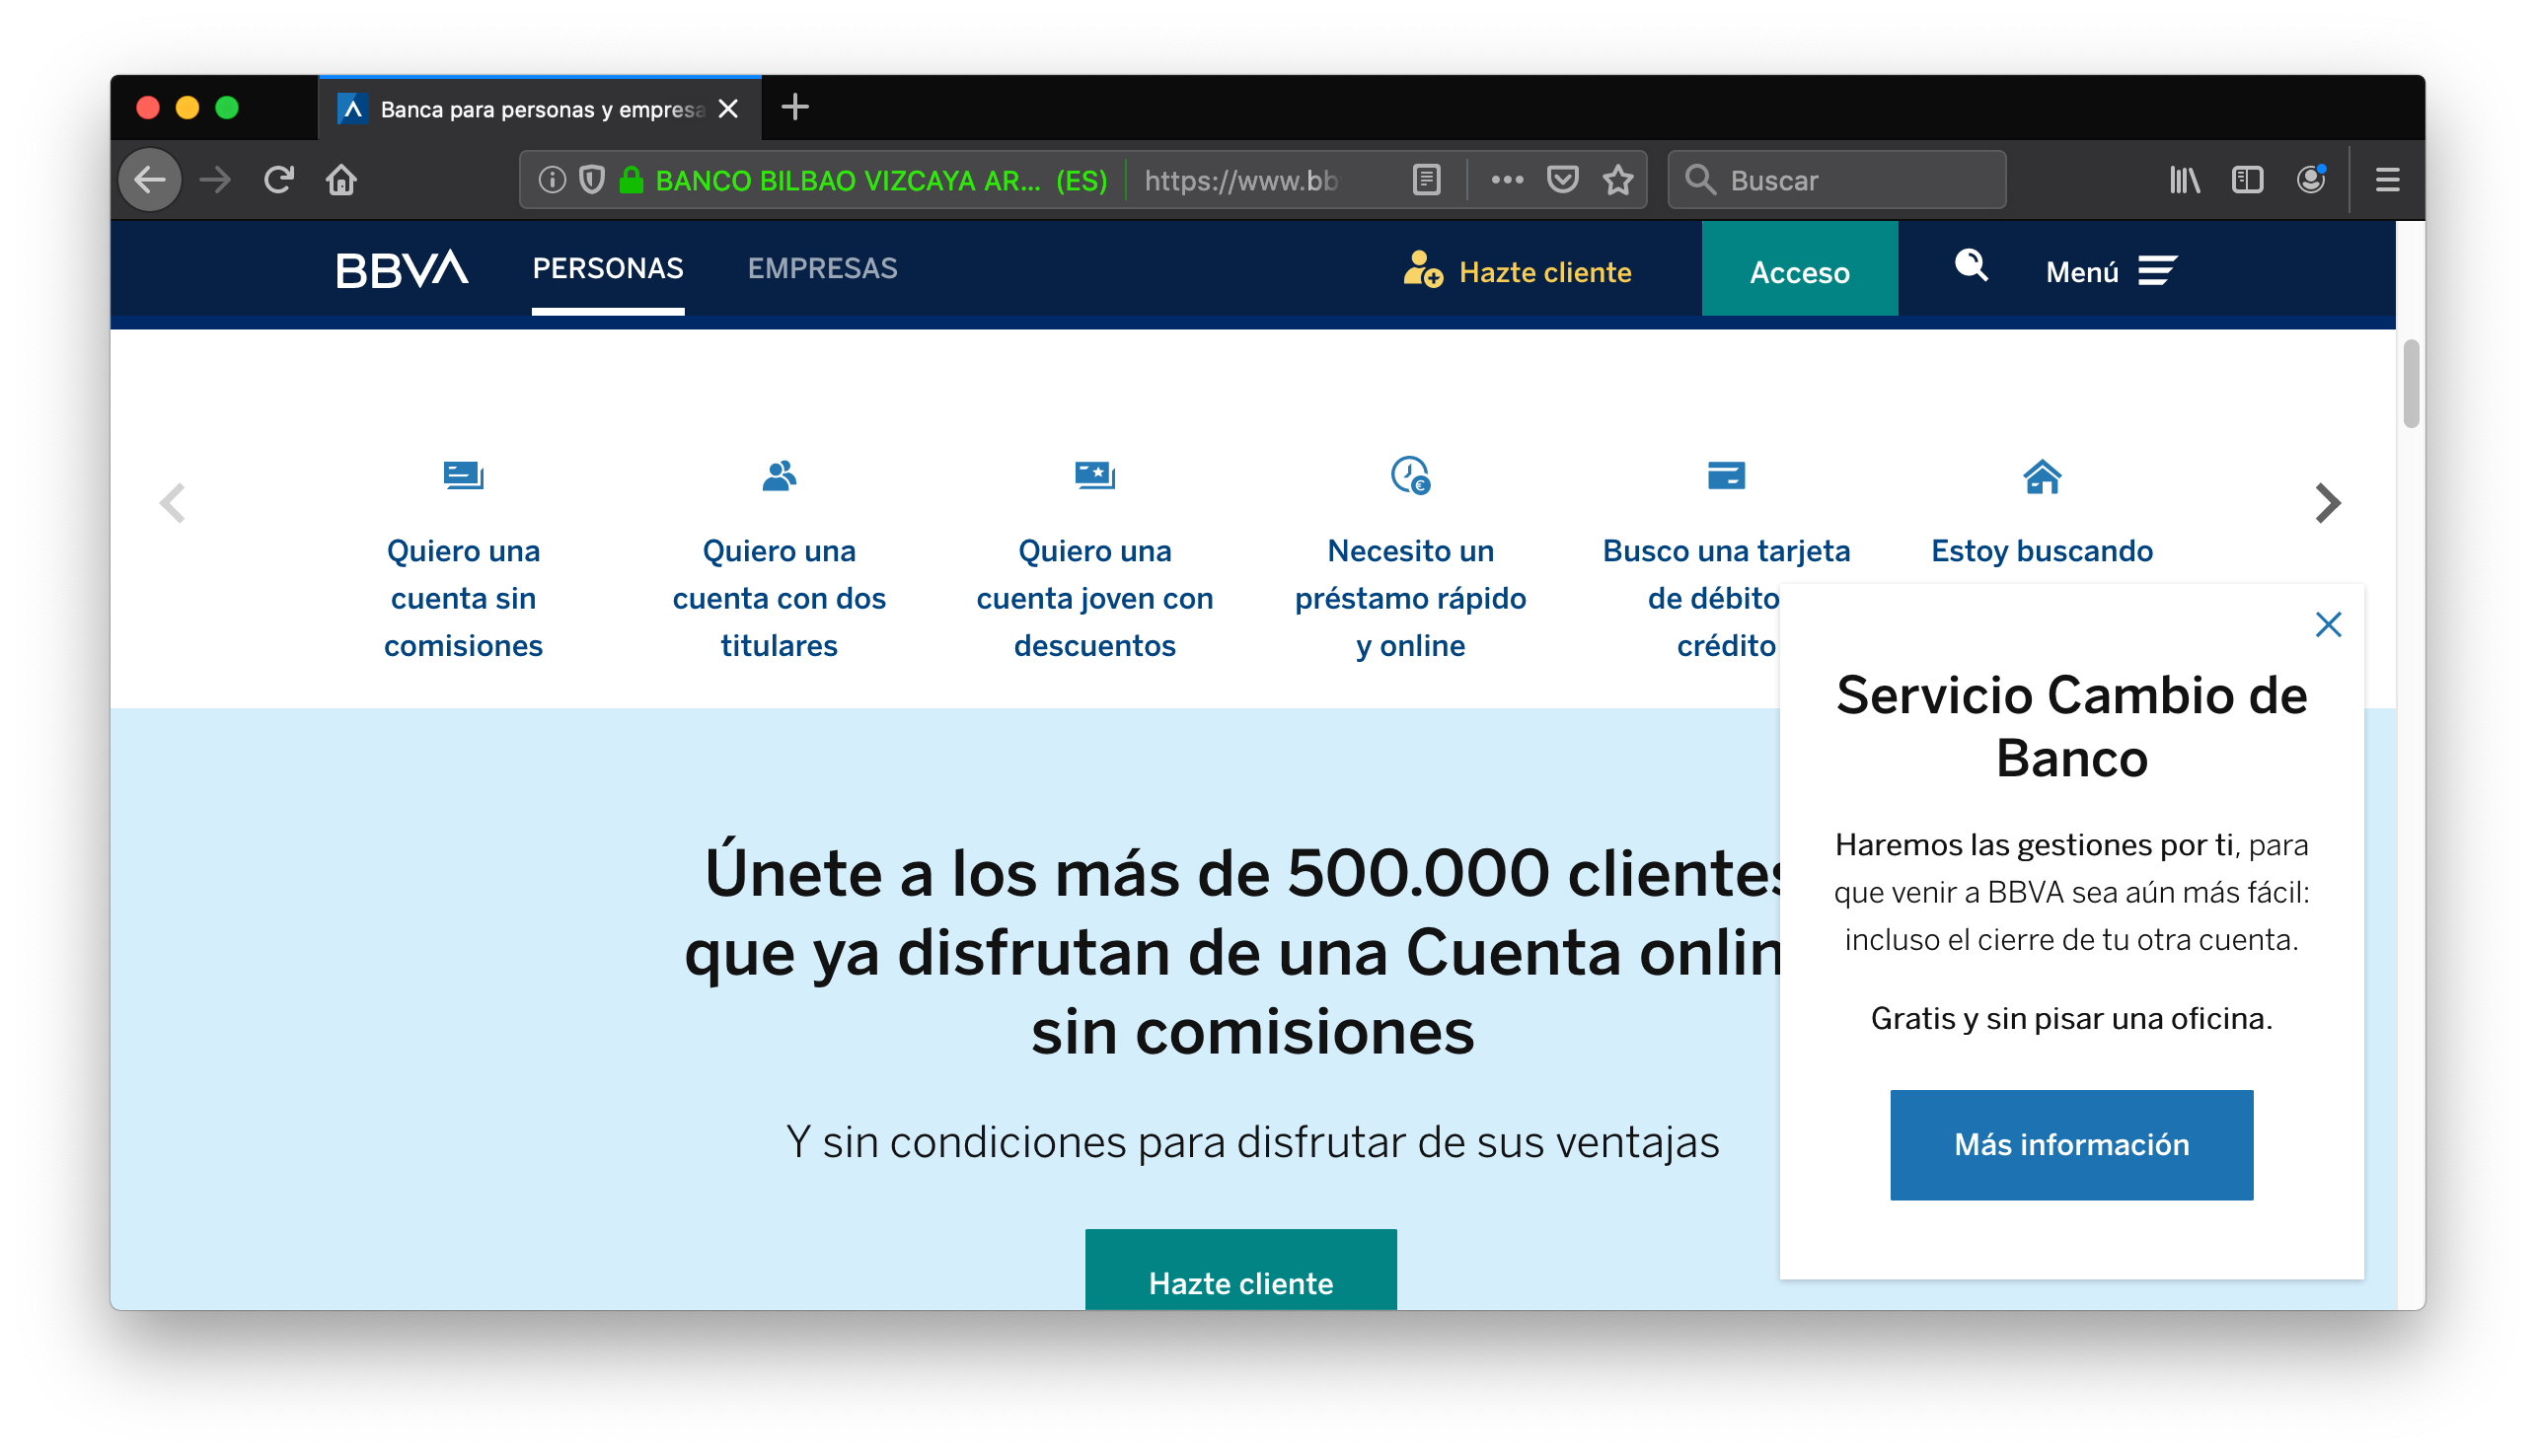 Banca para personas y empresa
BANCO BILBAO VIZCAYA AR... (ES) https://www.bb
Buscar
BBVA PERSONAS EMPRESAS Hazte cliente Acceso Menú
Quiero una
cuenta sin
comisiones
Quiero una
cuenta con dos
titulares
Quiero una
cuenta joven con
descuentos
Necesito un
préstamo rápido
y online
Busco una tarjeta
de débito
crédito
Estoy buscando
Únete a los más de 500.000 clientes
que ya disfrutan de una Cuenta onlin
sin comisiones
Y sin condiciones para disfrutar de sus ventajas
Hazte cliente
Servicio Cambio de
Banco
Haremos las gestiones por ti, para
que venir a BBVA sea aún más fácil:
incluso el cierre de tu otra cuenta.
Gratis y sin pisar una oficina.
Más información